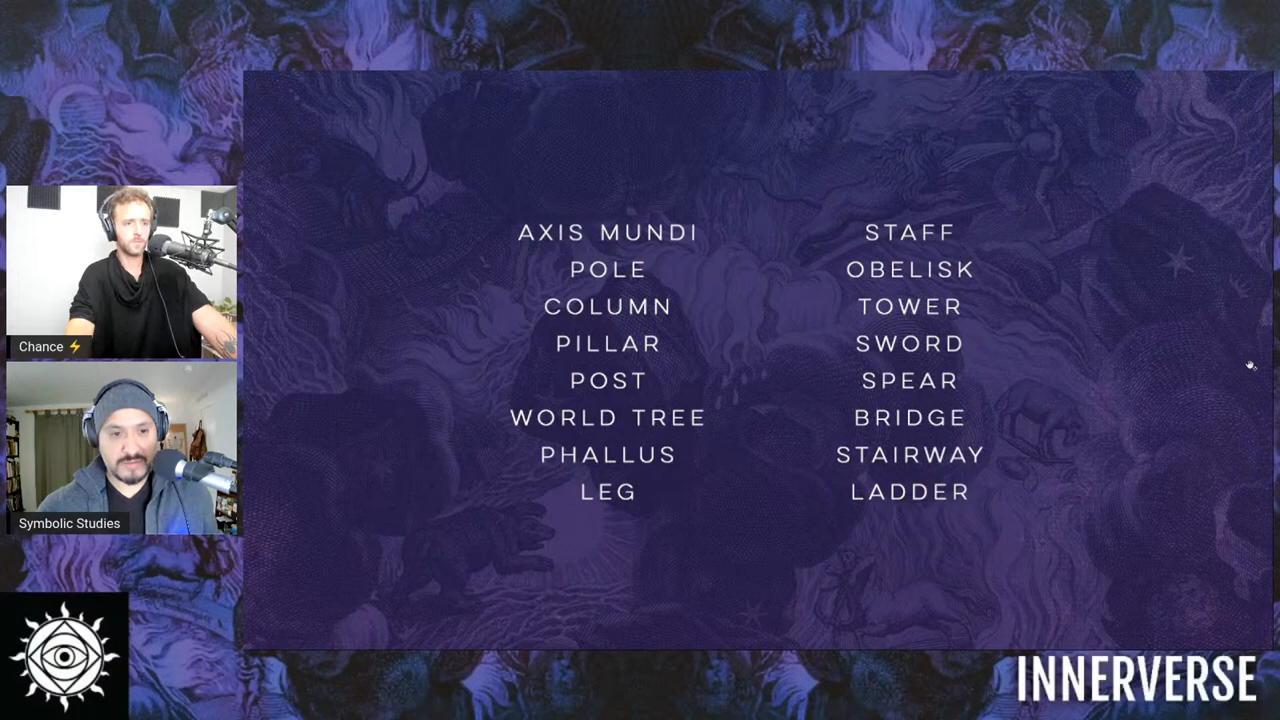 AXIS MUNDI
POLE
COLUMN
PILLAR
POST
WORLD TREE
PHALLUS
LEG
STAFF
OBELISK
TOWER
SWORD
SPEAR
BRIDGE
STAIRWAY
LADDER
Chance ⚡
Symbolic Studies
INNERVERSE